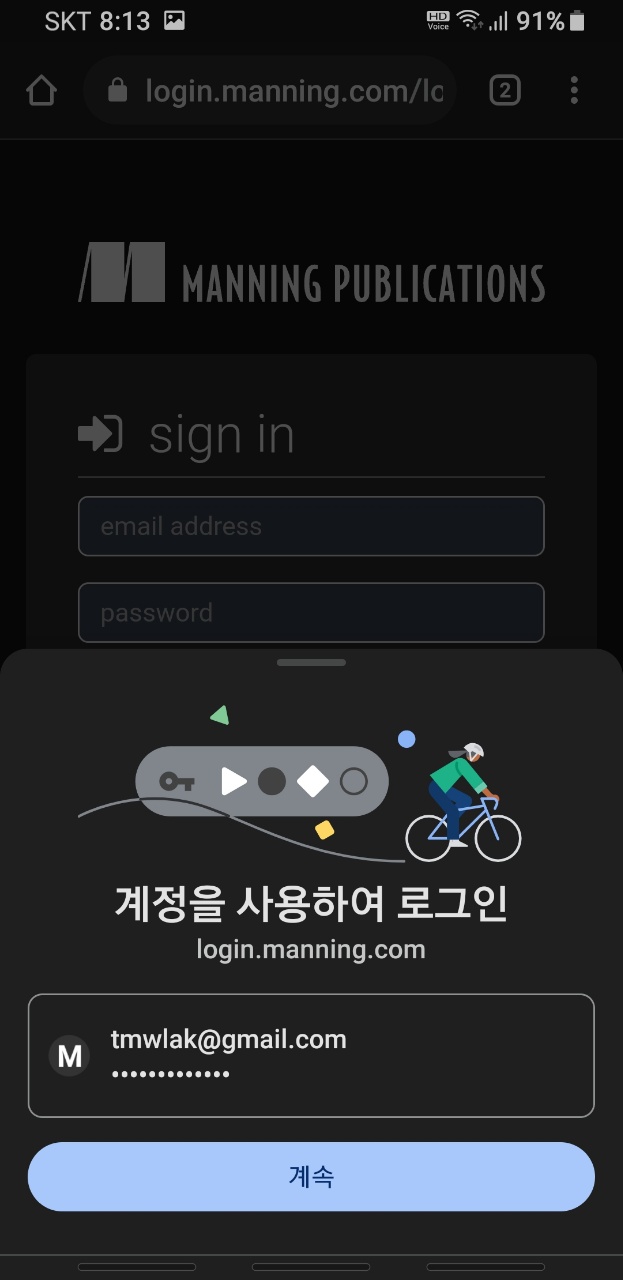 SKT 8:13
HD Voice
91%
login.manning.com/lo
2
MANNING PUBLICATIONS
sign in
email address
password
계정을 사용하여 로그인
login.manning.com
M
tmwlak@gmail.com
•••••••••••••
계속